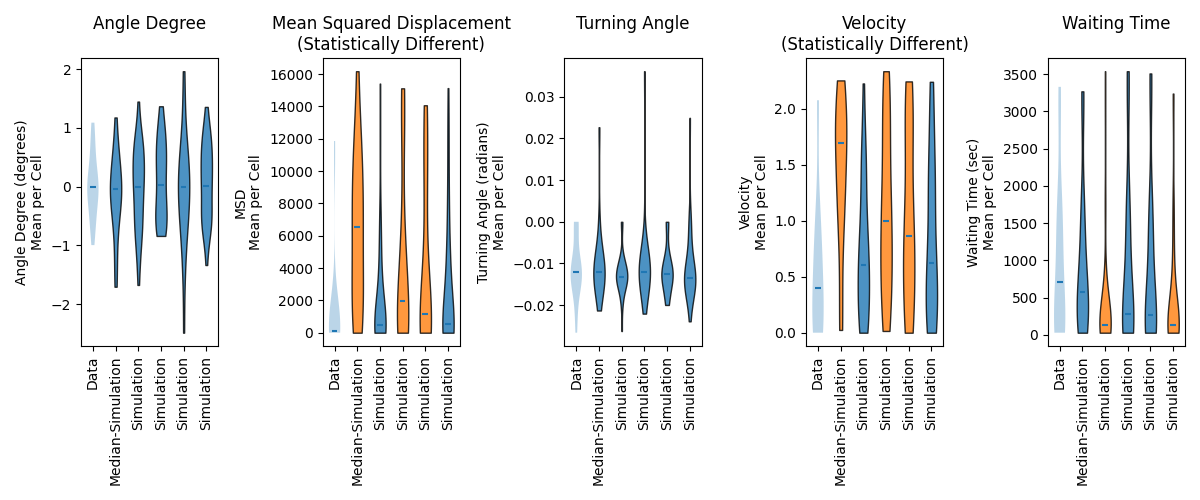 Angle Degree
Angle Degree (degrees)
Mean per Cell
2
1
0
−1
−2
Data
Median-Simulation
Simulation
Simulation
Simulation
Simulation
Mean Squared Displacement
(Statistically Different)
MSD
Mean per Cell
16000
14000
12000
10000
8000
6000
4000
2000
0
Data
Median-Simulation
Simulation
Simulation
Simulation
Simulation
Turning Angle
Turning Angle (radians)
Mean per Cell
0.03
0.02
0.01
0.00
−0.01
−0.02
Data
Median-Simulation
Simulation
Simulation
Simulation
Simulation
Velocity
(Statistically Different)
Velocity
Mean per Cell
2.0
1.5
1.0
0.5
0.0
Data
Median-Simulation
Simulation
Simulation
Simulation
Simulation
Waiting Time
Waiting Time (sec)
Mean per Cell
3500
3000
2500
2000
1500
1000
500
0
Data
Median-Simulation
Simulation
Simulation
Simulation
Simulation